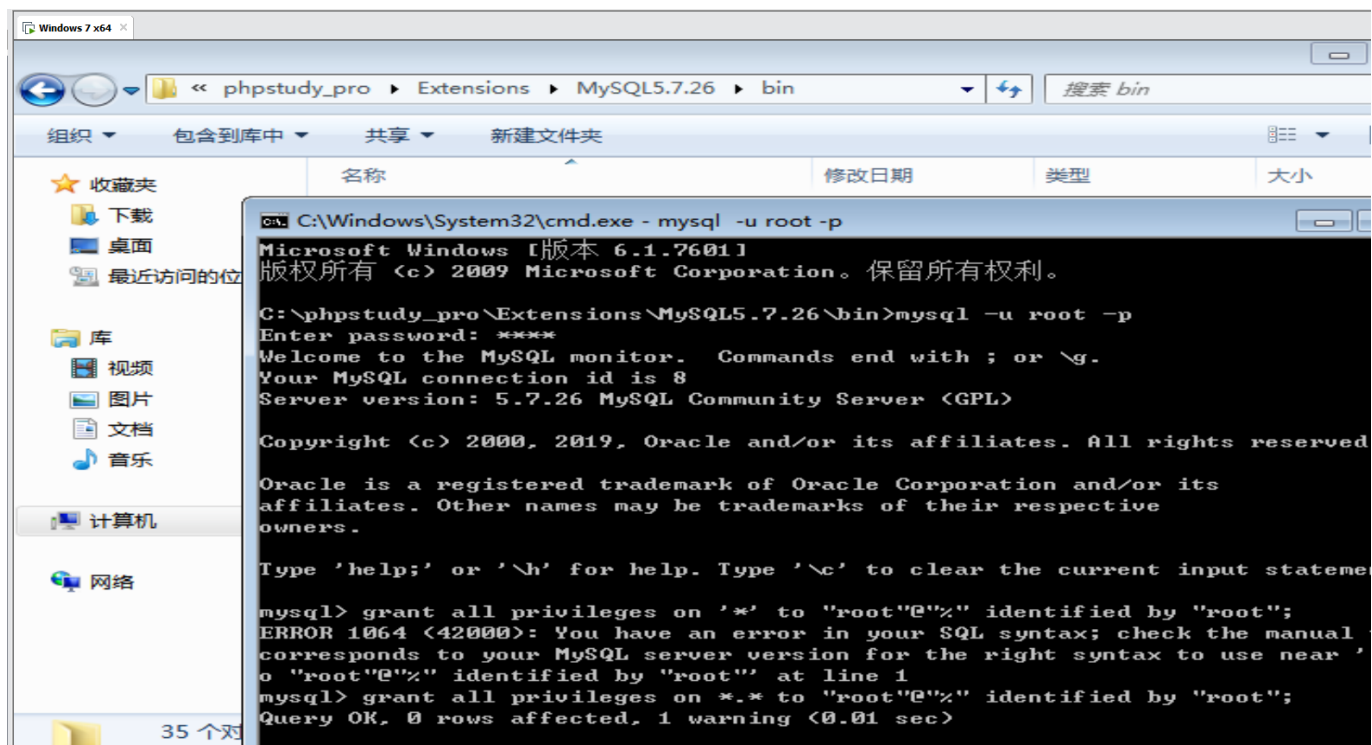 Windows 7 x64
« phpstudy_pro ▸ Extensions ▸ MySQL5.7.26 ▸ bin
搜索 bin
组织 包含到库中 共享 新建文件夹
名称 修改日期 类型 大小
收藏夹
下载
桌面
最近访问的位
库
视频
图片
文档
音乐
计算机
网络
35 个对
C:\Windows\System32\cmd.exe - mysql -u root -p
Microsoft Windows [版本 6.1.7601]
版权所有 (c) 2009 Microsoft Corporation。保留所有权利。
C:\phpstudy_pro\Extensions\MySQL5.7.26\bin>mysql -u root -p
Enter password: ****
Welcome to the MySQL monitor.  Commands end with ; or \g.
Your MySQL connection id is 8
Server version: 5.7.26 MySQL Community Server (GPL)
Copyright (c) 2000, 2019, Oracle and/or its affiliates. All rights reserved
Oracle is a registered trademark of Oracle Corporation and/or its
affiliates. Other names may be trademarks of their respective
owners.
Type 'help;' or '\h' for help. Type '\c' to clear the current input stateme
mysql> grant all privileges on '*' to "root"@"%" identified by "root";
ERROR 1064 (42000): You have an error in your SQL syntax; check the manual
corresponds to your MySQL server version for the right syntax to use near '
o "root"@"%" identified by "root"' at line 1
mysql> grant all privileges on *.* to "root"@"%" identified by "root";
Query OK, 0 rows affected, 1 warning (0.01 sec)